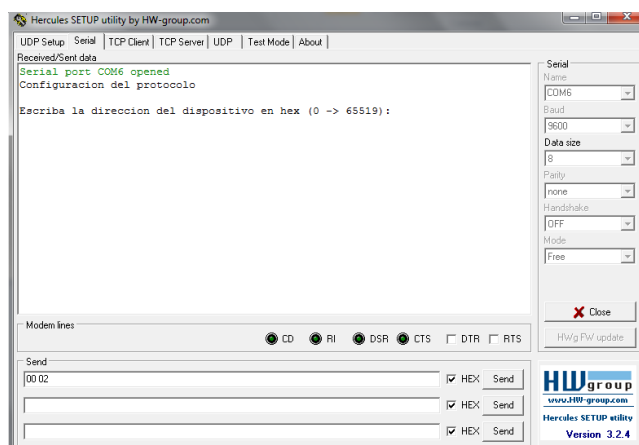 Hercules SETUP utility by HW-group.com
UDP Setup Serial TCP Client TCP Server UDP Test Mode About
Received/Sent data
Serial port COM6 opened
Configuracion del protocolo
Escriba la direccion del dispositivo en hex (0 -> 65519):
Serial
Name
COM6
Baud
9600
Data size
8
Parity
none
Handshake
OFF
Mode
Free
Close
HWg FW update
Modem lines
CD RI DSR CTS DTR RTS
Send
00 02 HEX Send
HEX Send
HEX Send
HW group
www.HW-group.com
Hercules SETUP utility
Version 3.2.4